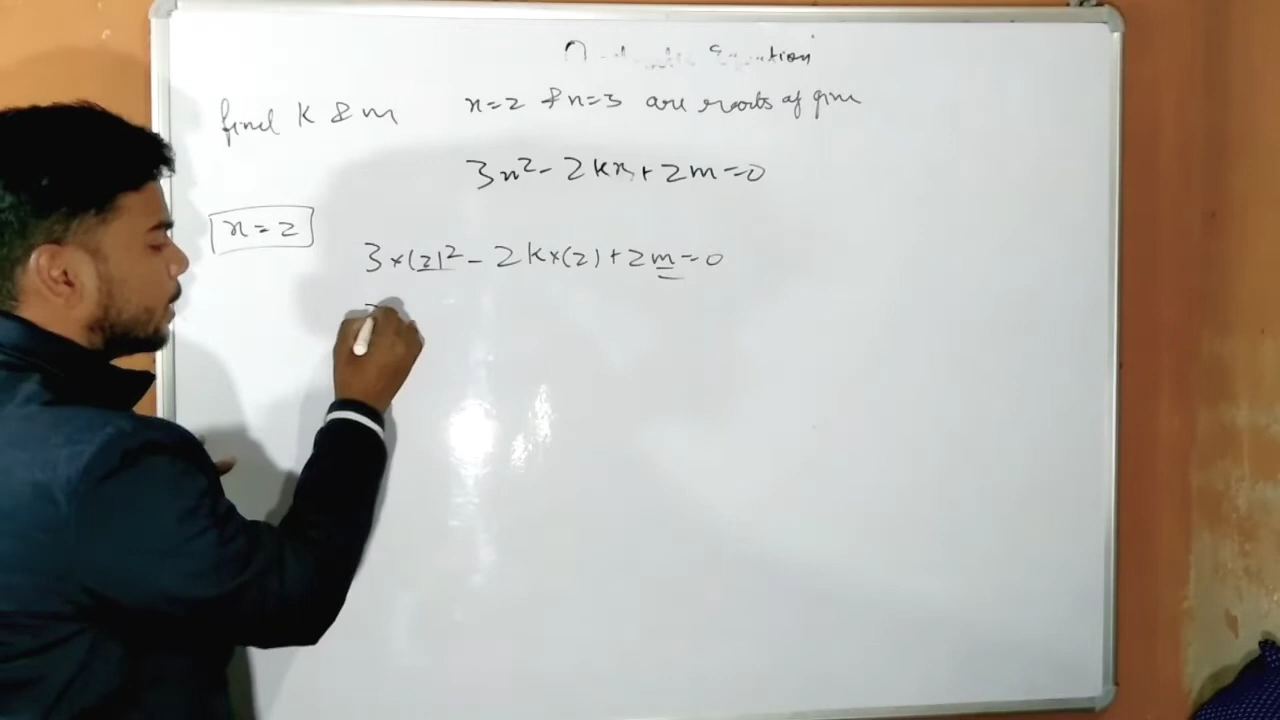 Equation
find K & m x=2 & x=3 are roots of give
3x²- 2kx+2m=0
x=2
3×(2)²- 2k×(2)+2m=0